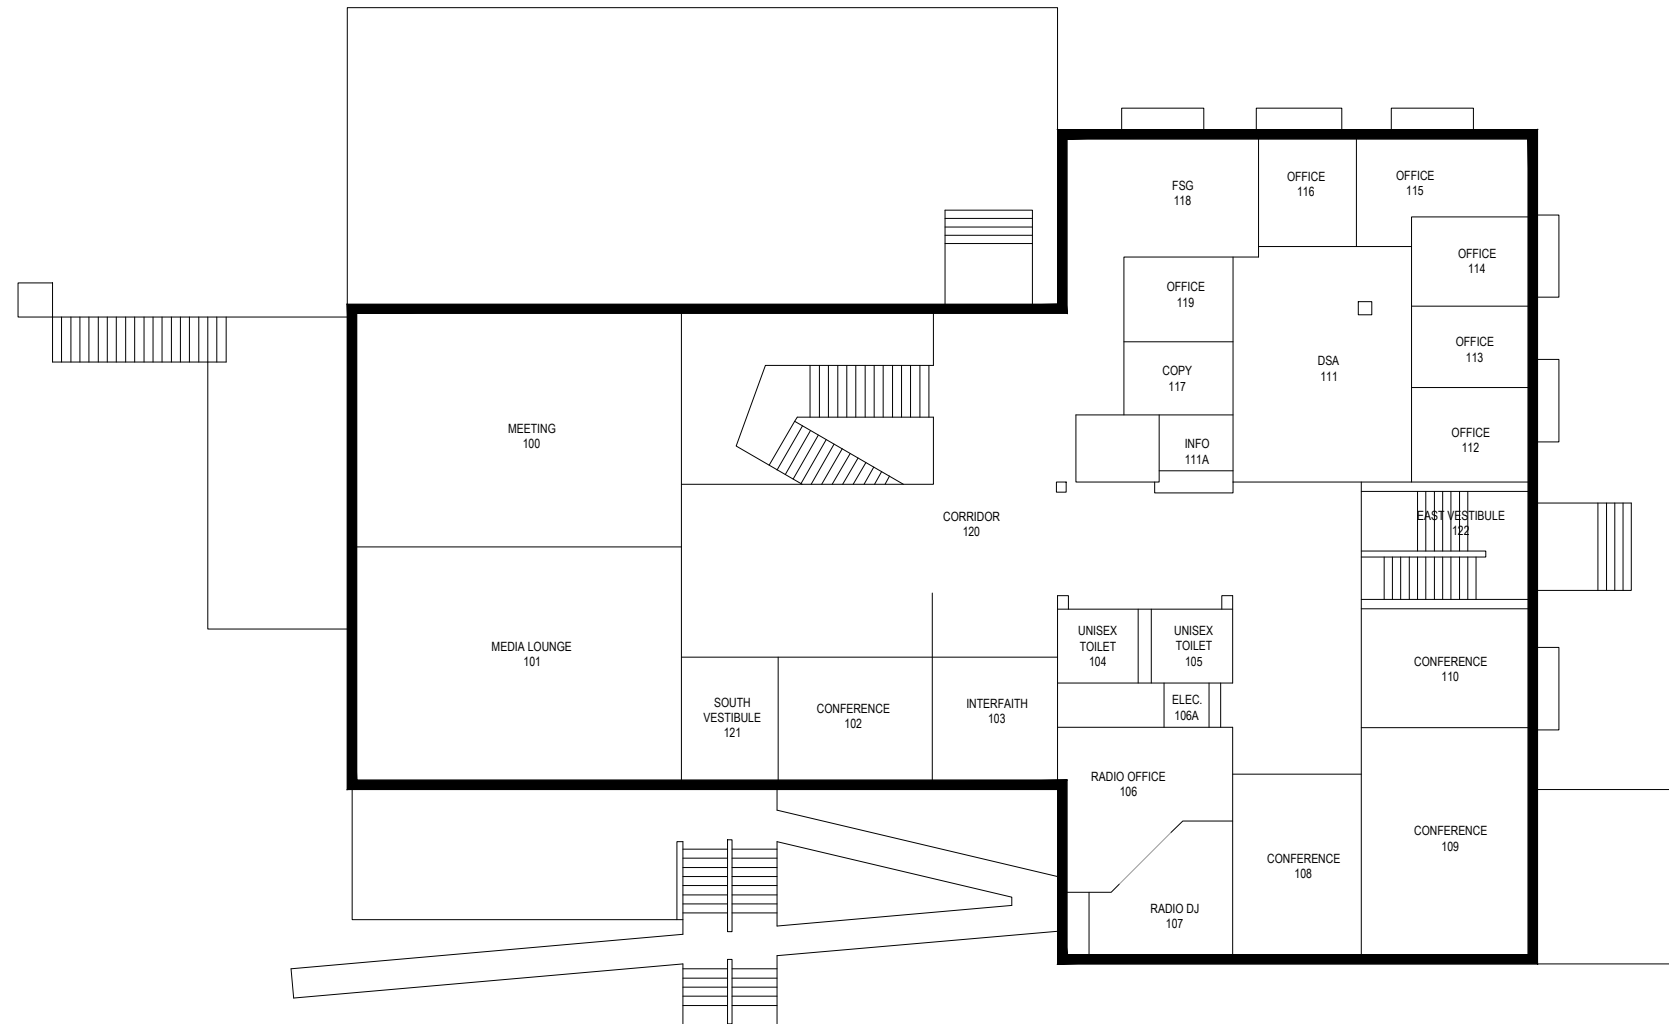 FSG
118
OFFICE
116
OFFICE
115
OFFICE
114
OFFICE
119
OFFICE
113
DSA
111
COPY
117
MEETING
100
INFO
111A
OFFICE
112
CORRIDOR
120
EAST VESTIBULE
122
UNISEX
TOILET
104
UNISEX
TOILET
105
MEDIA LOUNGE
101
CONFERENCE
110
SOUTH
VESTIBULE
121
CONFERENCE
102
INTERFAITH
103
ELEC.
106A
RADIO OFFICE
106
CONFERENCE
109
CONFERENCE
108
RADIO DJ
107